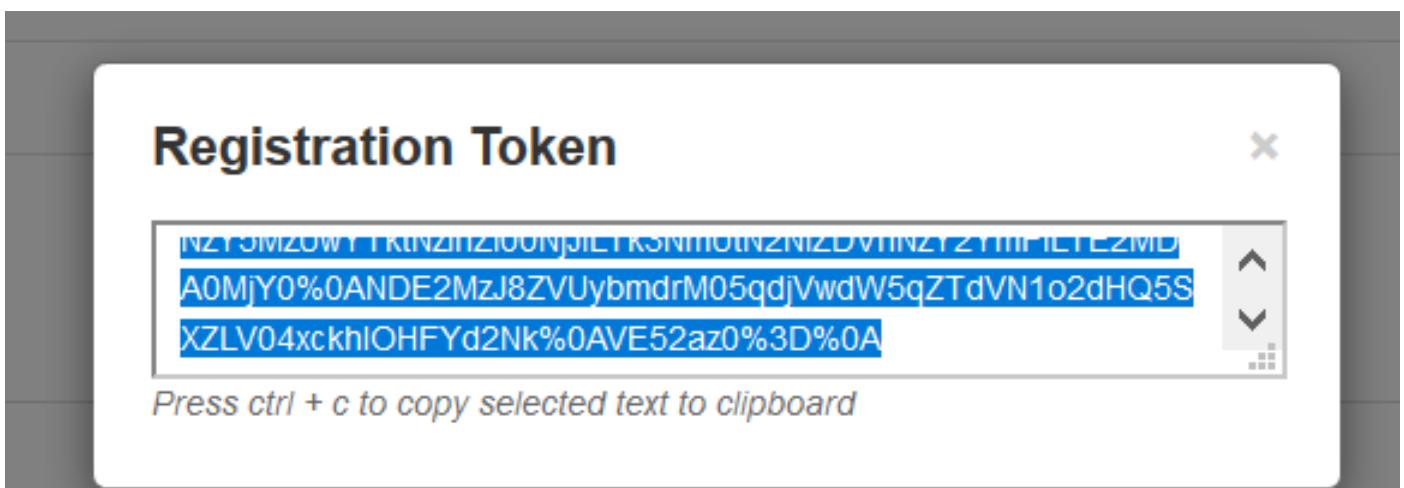 Registration Token
×
A0MjY0%0ANDE2MzJ8ZVUybmdrM05qdjVwdW5qZTdVN1o2dHQ5S
XZLV04xckhlOHFYd2Nk%0AVE52az0%3D%0A
Press ctrl + c to copy selected text to clipboard